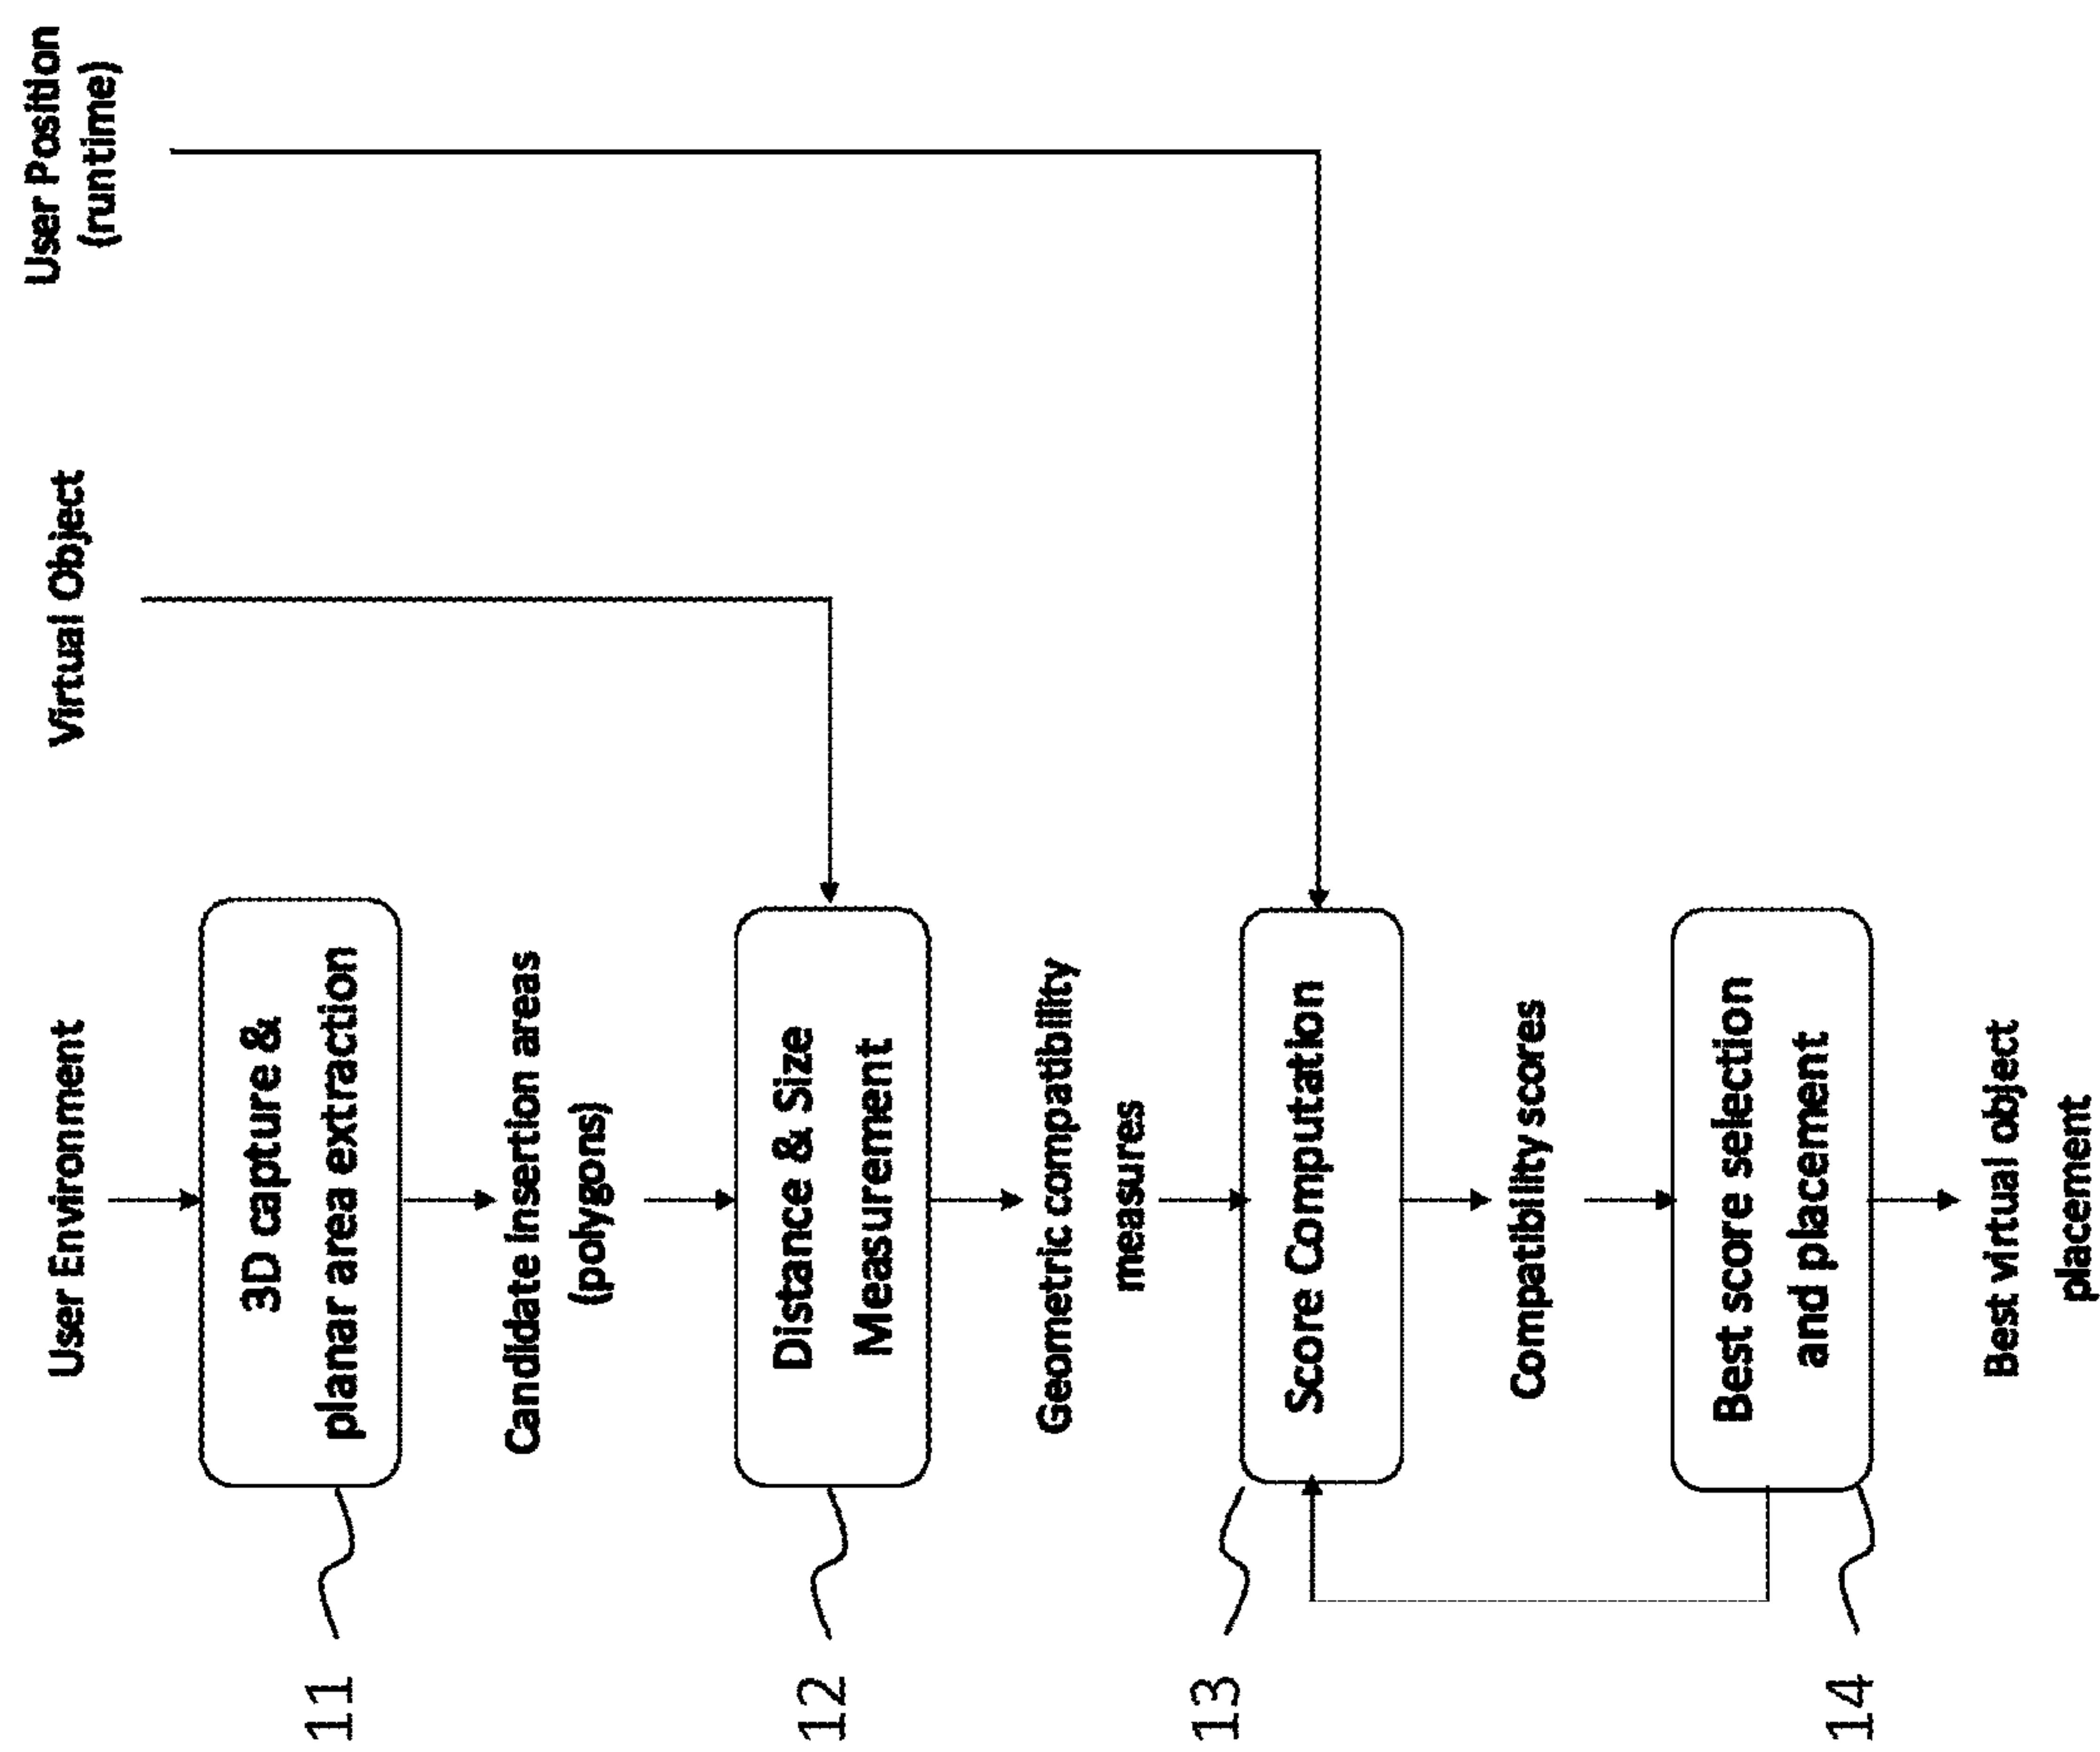 User Environment
Virtual Object
User Position
(runtime)
11
3D capture &
planar area extraction
Candidate insertion areas
(polygons)
12
Distance & Size
Measurement
Geometric compatibility
measures
13
Score Computation
Compatibility scores
14
Best score selection
and placement
Best virtual object
placement